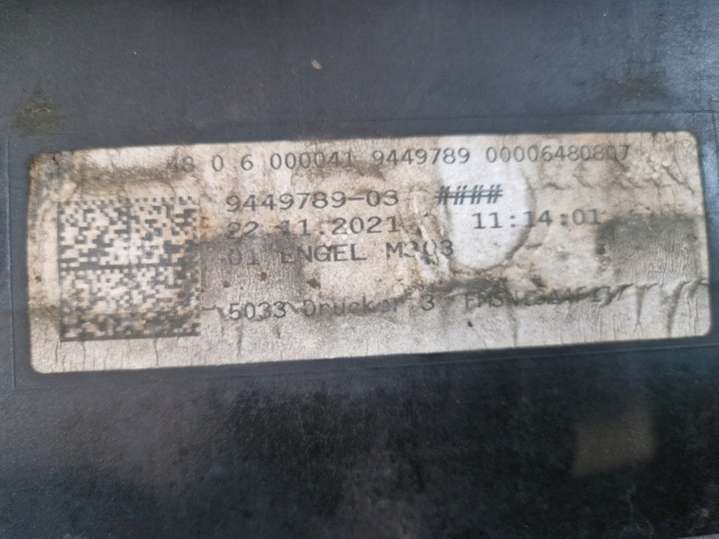 48 0 6 000041 9449789 00006480807
9449789-03 ####
22.11.2021 11:14:01
01 ENGEL M303
5033 Drucker 3